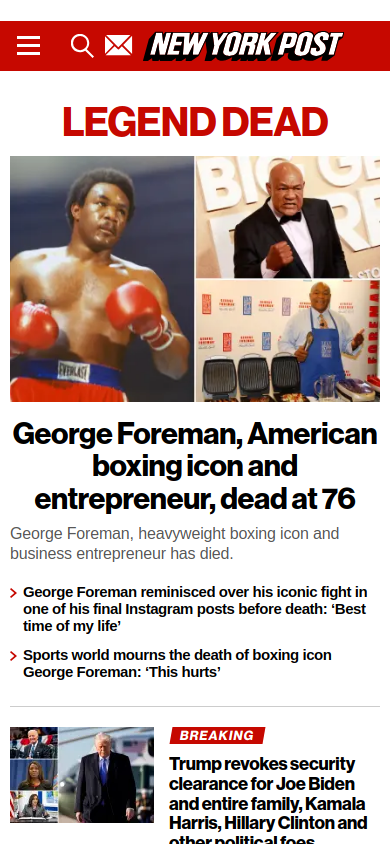 NEW YORK POST
LEGEND DEAD
BIG GE
FORE
STO
EVERLAST
FOREMAN
George Foreman, American
boxing icon and
entrepreneur, dead at 76
George Foreman, heavyweight boxing icon and
business entrepreneur has died.
George Foreman reminisced over his iconic fight in
one of his final Instagram posts before death: ‘Best
time of my life’
Sports world mourns the death of boxing icon
George Foreman: ‘This hurts’
BREAKING
Trump revokes security
clearance for Joe Biden
and entire family, Kamala
Harris, Hillary Clinton and
other political foes